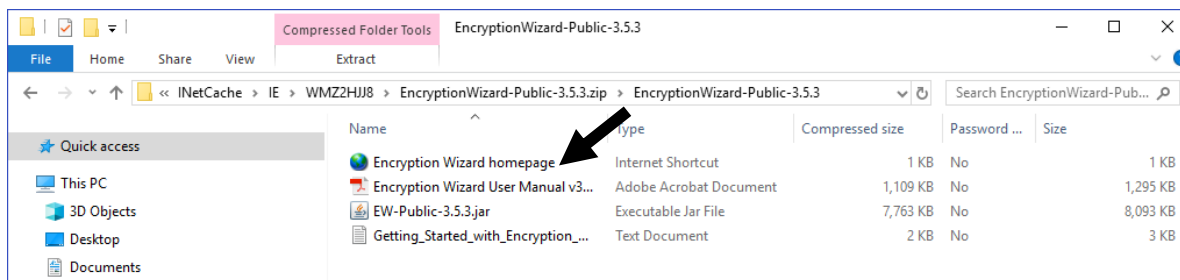 Compressed Folder Tools EncryptionWizard-Public-3.5.3
File Home Share View Extract
« INetCache > IE > WMZ2HJJ8 > EncryptionWizard-Public-3.5.3.zip > EncryptionWizard-Public-3.5.3 Search EncryptionWizard-Pub...
Name Type Compressed size Password ... Size
Quick access
Encryption Wizard homepage Internet Shortcut 1 KB No 1 KB
This PC
Encryption Wizard User Manual v3... Adobe Acrobat Document 1,109 KB No 1,295 KB
3D Objects
EW-Public-3.5.3.jar Executable Jar File 7,763 KB No 8,093 KB
Desktop
Getting_Started_with_Encryption_... Text Document 2 KB No 3 KB
Documents